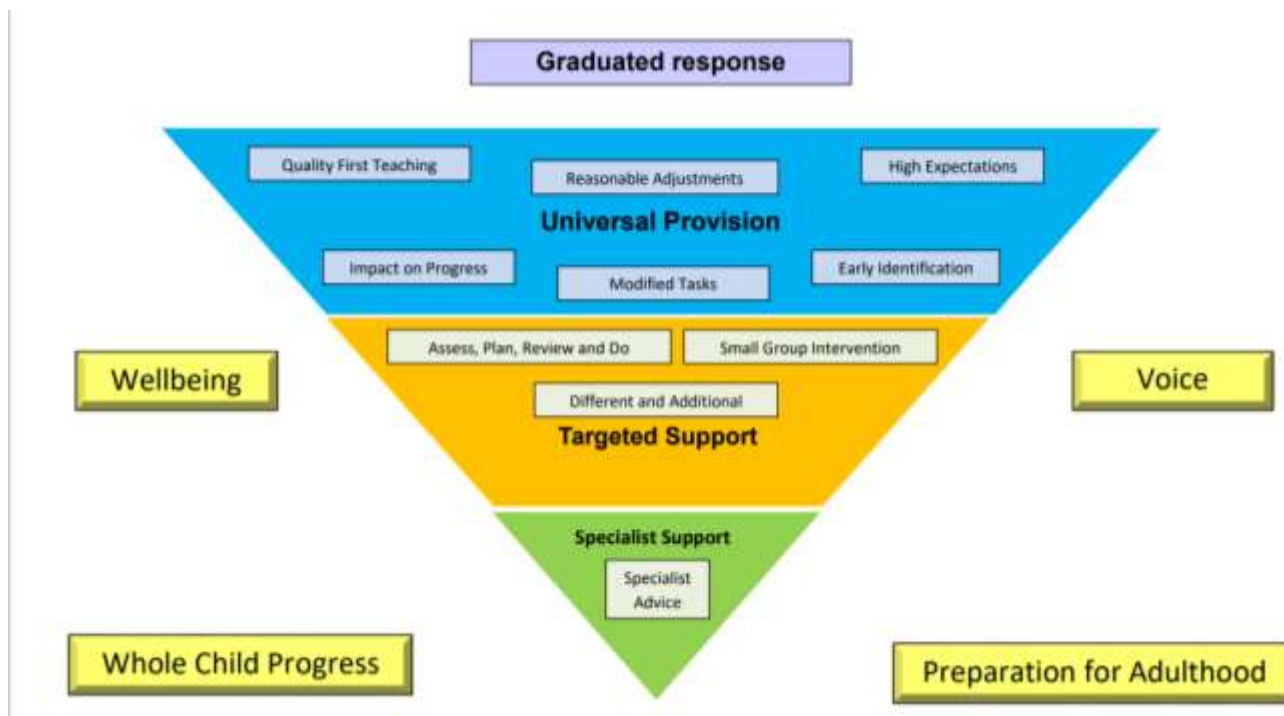 Graduated response
Quality First Teaching
Reasonable Adjustments
High Expectations
Universal Provision
Impact on Progress
Modified Tasks
Early Identification
Assess, Plan, Review and Do
Small Group Intervention
Different and Additional
Targeted Support
Wellbeing
Voice
Specialist Support
Specialist
Advice
Whole Child Progress
Preparation for Adulthood